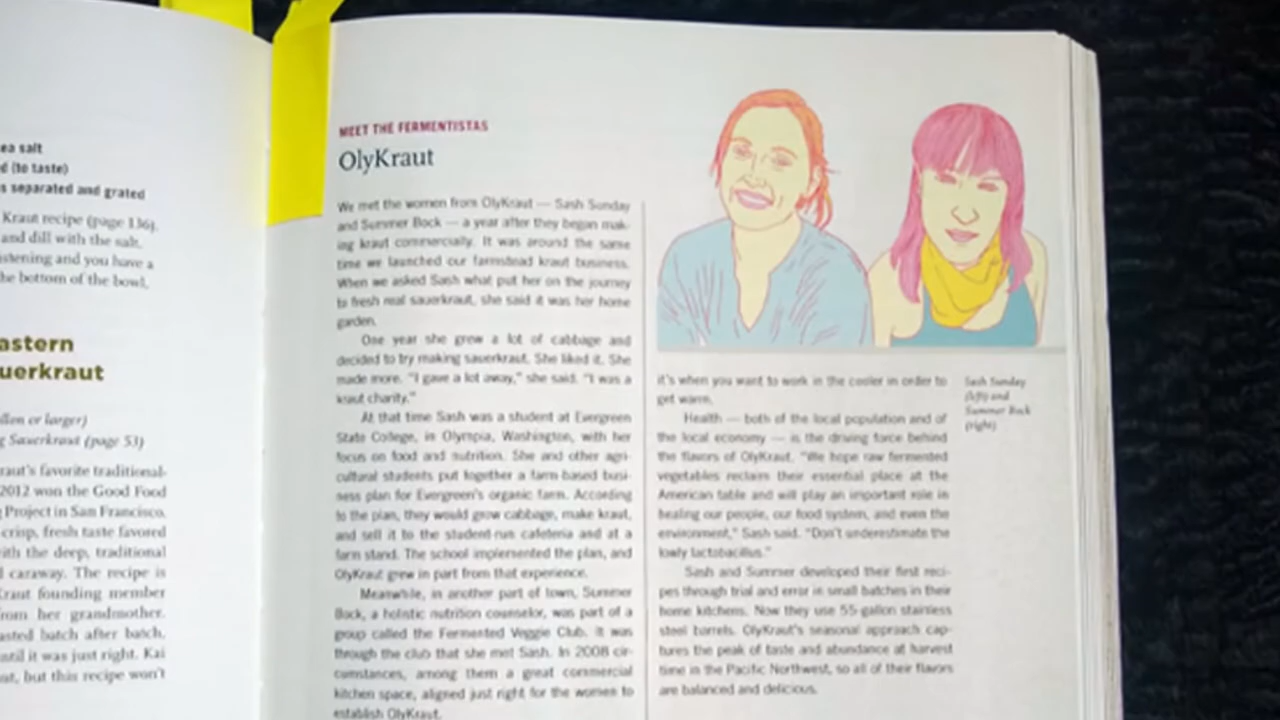 ea salt
d (to taste)
s separated and grated
Kraut recipe (page 136).
and dill with the salt,
istening and you have a
he bottom of the bowl,
astern
uerkraut
llon or larger)
g Sauerkraut (page 53)
raut's favorite traditional-
2012 won the Good Food
g Project in San Francisco.
crisp, fresh taste favored
ith the deep, traditional
d caraway. The recipe is
Kraut founding member
rom her grandmother.
asted batch after batch,
ntil it was just right. Kai
ut, but this recipe won't
MEET THE FERMENTISTAS
OlyKraut
We met the women from OlyKraut — Sash Sunday
and Summer Bock — a year after they began mak-
ing kraut commercially. It was around the same
time we launched our farmstead kraut business.
When we asked Sash what put her on the journey
to fresh real sauerkraut, she said it was her home
garden.
One year she grew a lot of cabbage and
decided to try making sauerkraut. She liked it. She
made more. "I gave a lot away," she said. "I was a
kraut charity."
At that time Sash was a student at Evergreen
State College, in Olympia, Washington, with her
focus on food and nutrition. She and other agri-
cultural students put together a farm-based busi-
ness plan for Evergreen's organic farm. According
to the plan, they would grow cabbage, make kraut,
and sell it to the student-run cafeteria and at a
farm stand. The school implemented the plan, and
OlyKraut grew in part from that experience.
Meanwhile, in another part of town, Summer
Bock, a holistic nutrition counselor, was part of a
group called the Fermented Veggie Club. It was
through the club that she met Sash. In 2008 cir-
cumstances, among them a great commercial
kitchen space, aligned just right for the women to
establish OlyKraut.
it's when you want to work in the cooler in order to
get warm.
Health — both of the local population and of
the local economy — is the driving force behind
the flavors of OlyKraut. "We hope raw fermented
vegetables reclaim their essential place at the
American table and will play an important role in
healing our people, our food system, and even the
environment," Sash said. "Don't underestimate the
lowly lactobacillus."
Sash and Summer developed their first reci-
pes through trial and error in small batches in their
home kitchens. Now they use 55-gallon stainless
steel barrels. OlyKraut's seasonal approach cap-
tures the peak of taste and abundance at harvest
time in the Pacific Northwest, so all of their flavors
are balanced and delicious.
Sash Sunday
(left) and
Summer Bock
(right)